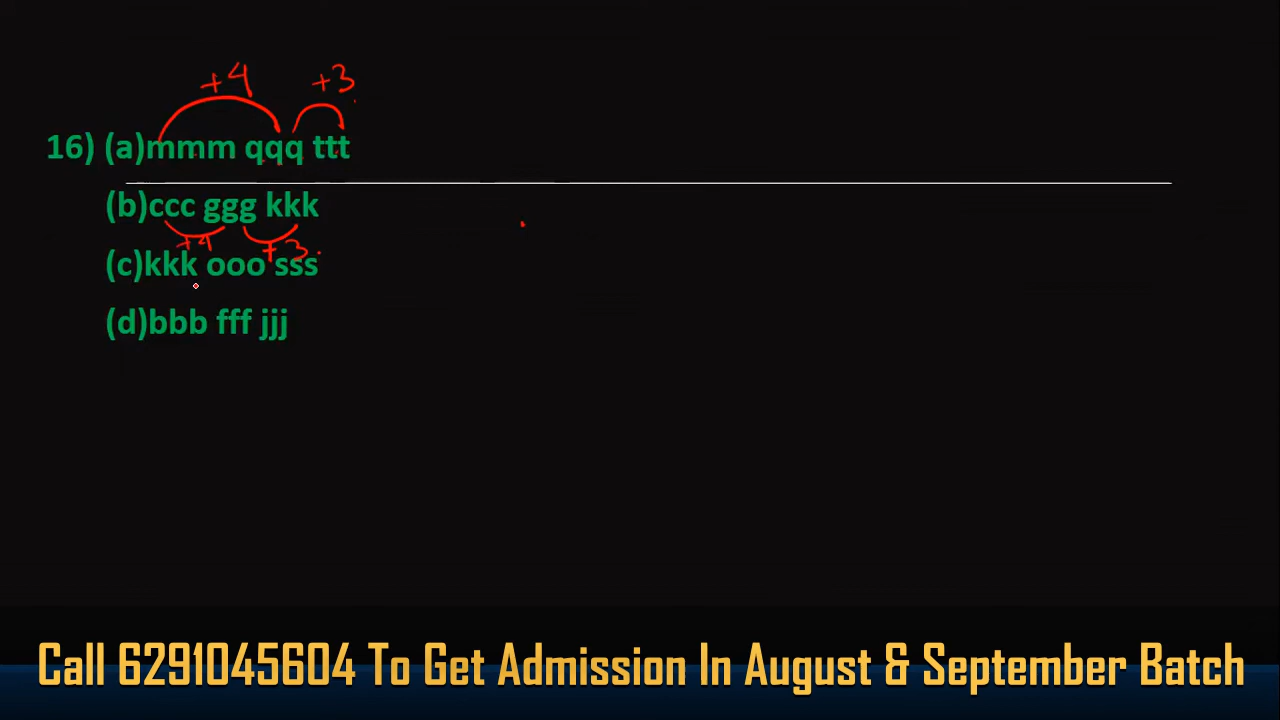 +4 +3
16) (a)mmm qqq ttt
(b)ccc ggg kkk
+4 +3
(c)kkk ooo sss
(d)bbb fff jjj
Call 6291045604 To Get Admission In August & September Batch